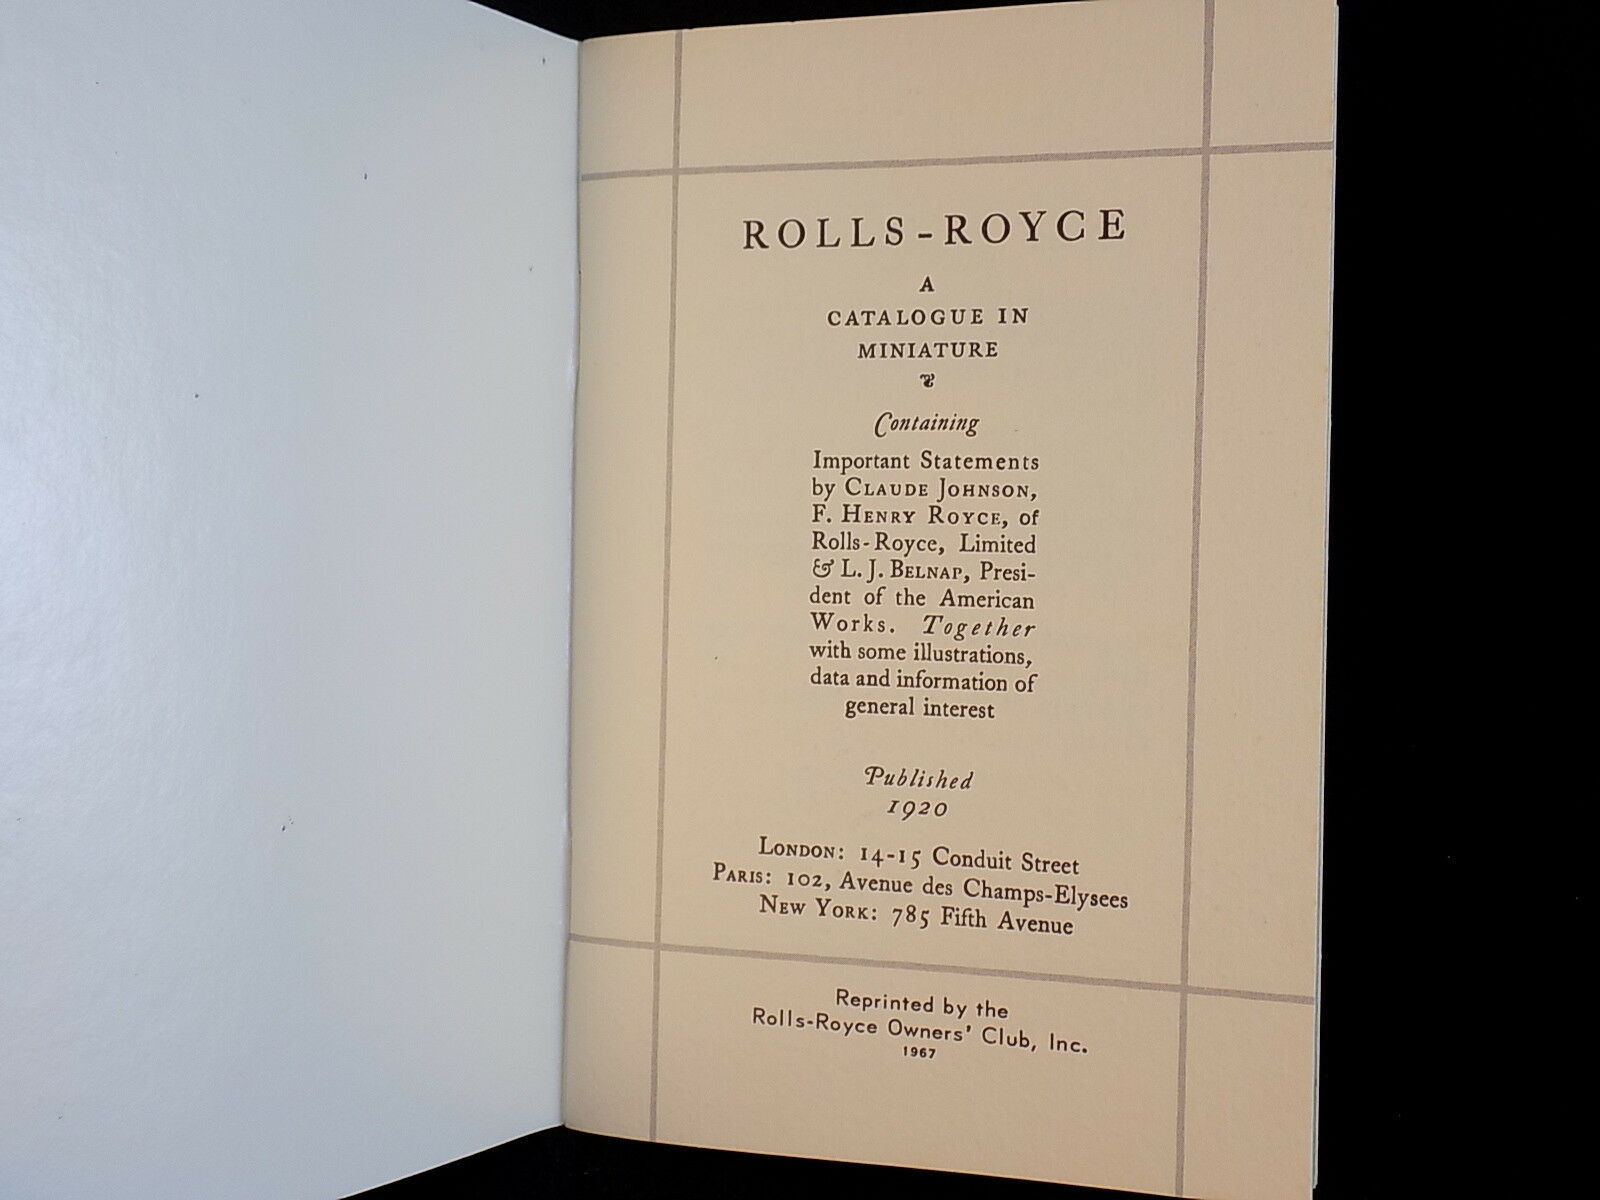 ROLLS-ROYCE
A
CATALOGUE IN
MINIATURE
Containing
Important Statements
by CLAUDE JOHNSON,
F. HENRY ROYCE, of
Rolls-Royce, Limited
& L. J. BELNAP, Presi-
dent of the American
Works. Together
with some illustrations,
data and information of
general interest
Published
1920
LONDON: 14-15 Conduit Street
PARIS: 102, Avenue des Champs-Elysees
NEW YORK: 785 Fifth Avenue
Reprinted by the
Rolls-Royce Owners' Club, Inc.
1967